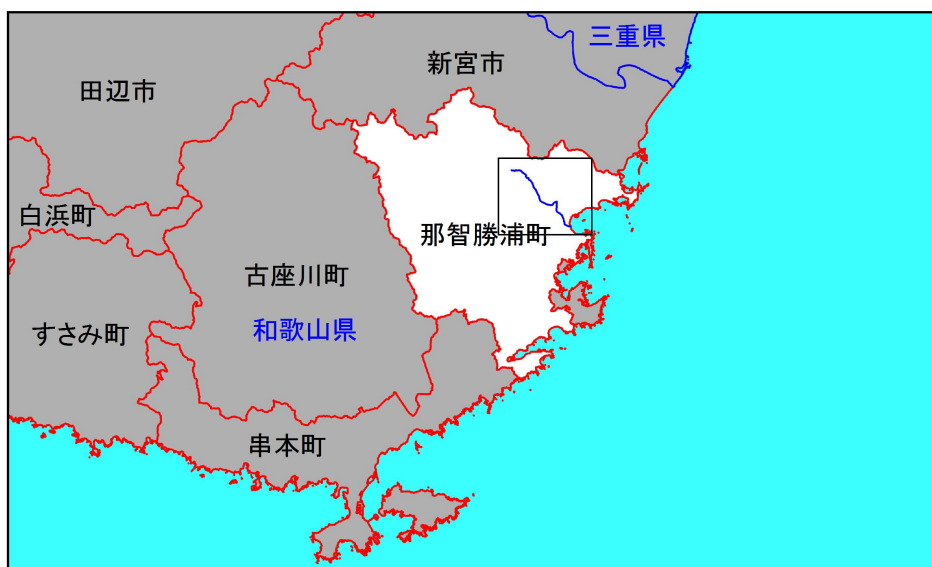 三重県
新宮市
田辺市
白浜町
那智勝浦町
古座川町
すさみ町
和歌山県
串本町